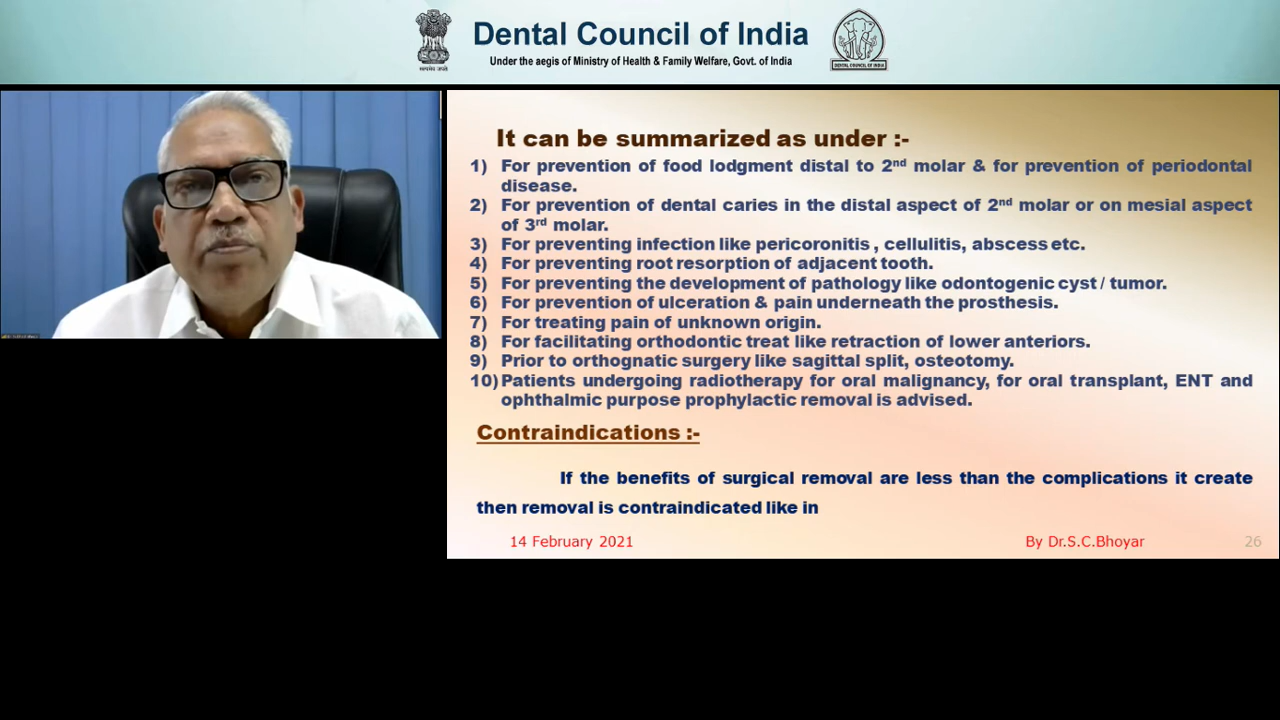 Dental Council of India
Under the aegis of Ministry of Health & Family Welfare, Govt. of India
सत्यमेव जयते
DENTAL COUNCIL OF INDIA
It can be summarized as under :-
1) For prevention of food lodgment distal to 2nd molar & for prevention of periodontal
disease.
2) For prevention of dental caries in the distal aspect of 2nd molar or on mesial aspect
of 3rd molar.
3) For preventing infection like pericoronitis , cellulitis, abscess etc.
4) For preventing root resorption of adjacent tooth.
5) For preventing the development of pathology like odontogenic cyst / tumor.
6) For prevention of ulceration & pain underneath the prosthesis.
7) For treating pain of unknown origin.
8) For facilitating orthodontic treat like retraction of lower anteriors.
9) Prior to orthognatic surgery like sagittal split, osteotomy.
10) Patients undergoing radiotherapy for oral malignancy, for oral transplant, ENT and
ophthalmic purpose prophylactic removal is advised.
Contraindications :-
If the benefits of surgical removal are less than the complications it create
then removal is contraindicated like in
14 February 2021
By Dr.S.C.Bhoyar
26